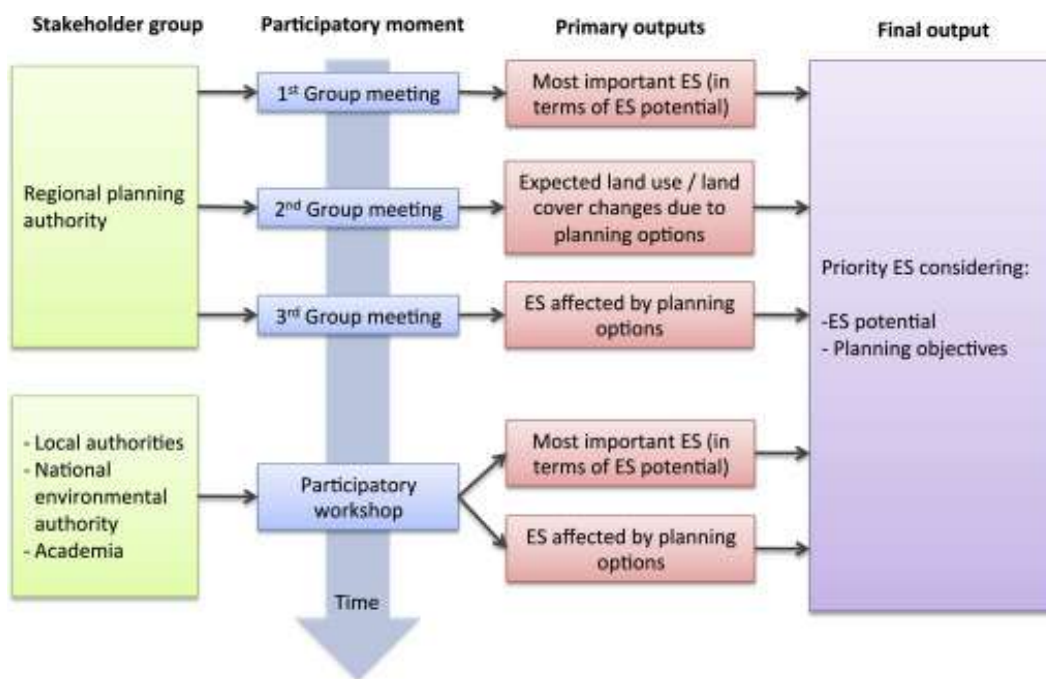 Stakeholder group
Participatory moment
Primary outputs
Final output
Regional planning
authority
1st Group meeting
Most important ES (in
terms of ES potential)
2nd Group meeting
Expected land use / land
cover changes due to
planning options
3rd Group meeting
ES affected by planning
options
- Local authorities
- National
environmental
authority
- Academia
Participatory
workshop
Most important ES (in
terms of ES potential)
ES affected by planning
options
Priority ES considering:
-ES potential
- Planning objectives
Time